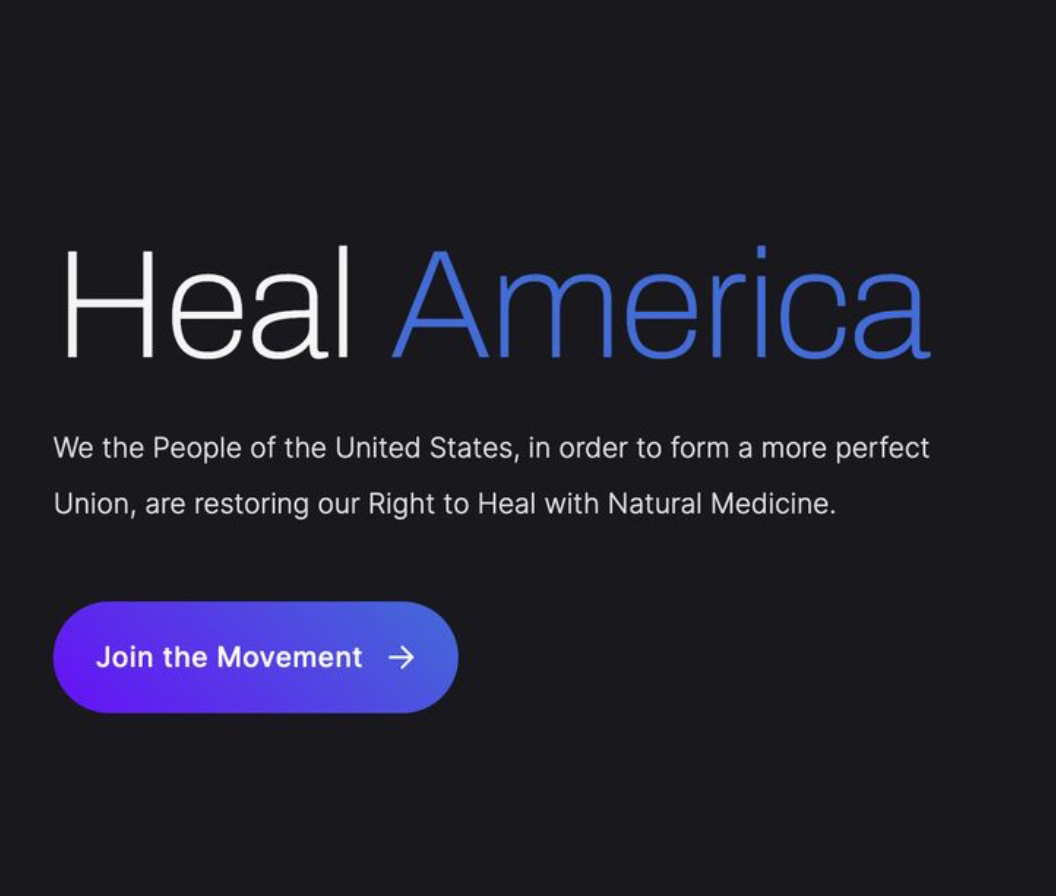 Heal America
We the People of the United States, in order to form a more perfect
Union, are restoring our Right to Heal with Natural Medicine.
Join the Movement →